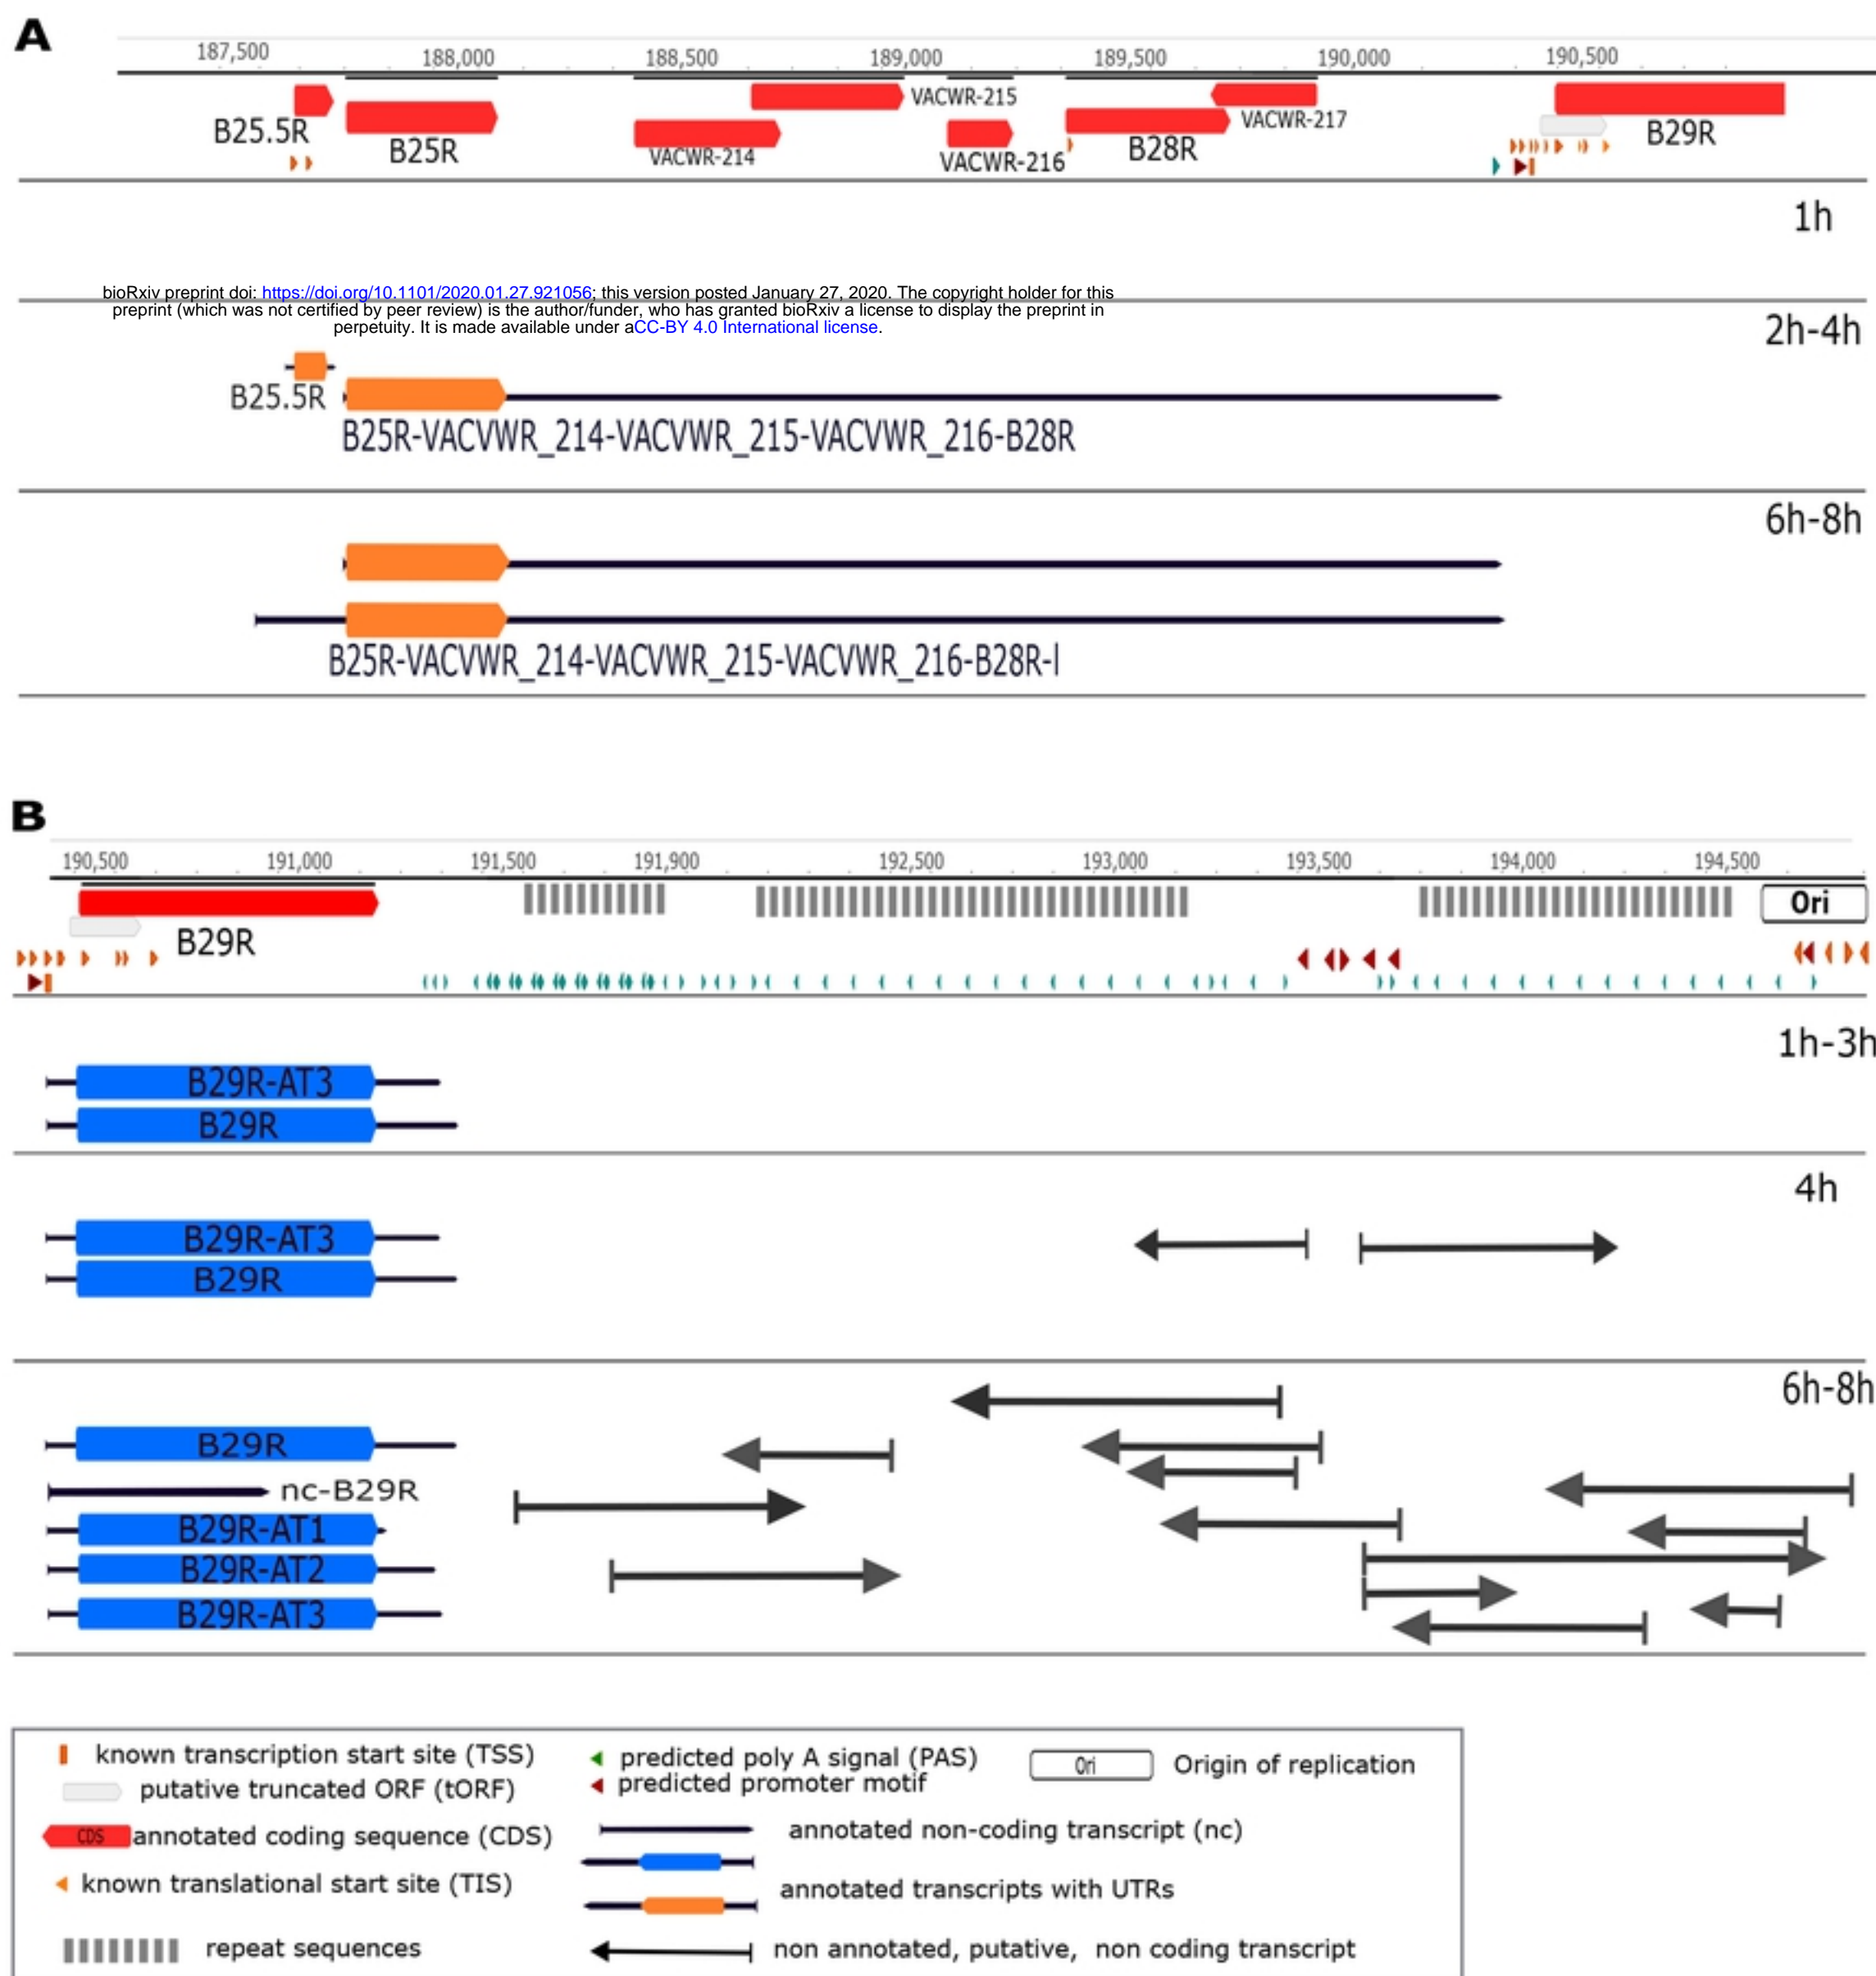 A
187,500 188,000 188,500 189,000 189,500 190,000 190,500
B25.5R B25R VACWR-214 VACWR-215 VACWR-216 B28R VACWR-217 B29R
1h
bioRxiv preprint doi: https://doi.org/10.1101/2020.01.27.921056; this version posted January 27, 2020. The copyright holder for this
preprint (which was not certified by peer review) is the author/funder, who has granted bioRxiv a license to display the preprint in
perpetuity. It is made available under aCC-BY 4.0 International license.
2h-4h
B25.5R
B25R-VACVWR_214-VACVWR_215-VACVWR_216-B28R
6h-8h
B25R-VACVWR_214-VACVWR_215-VACVWR_216-B28R-l
B
190,500 191,000 191,500 191,900 192,500 193,000 193,500 194,000 194,500
Ori
B29R
1h-3h
B29R-AT3
B29R
4h
B29R-AT3
B29R
6h-8h
B29R
nc-B29R
B29R-AT1
B29R-AT2
B29R-AT3
known transcription start site (TSS) predicted poly A signal (PAS) Ori Origin of replication
putative truncated ORF (tORF) predicted promoter motif
CDS annotated coding sequence (CDS) annotated non-coding transcript (nc)
known translational start site (TIS) annotated transcripts with UTRs
repeat sequences non annotated, putative, non coding transcript